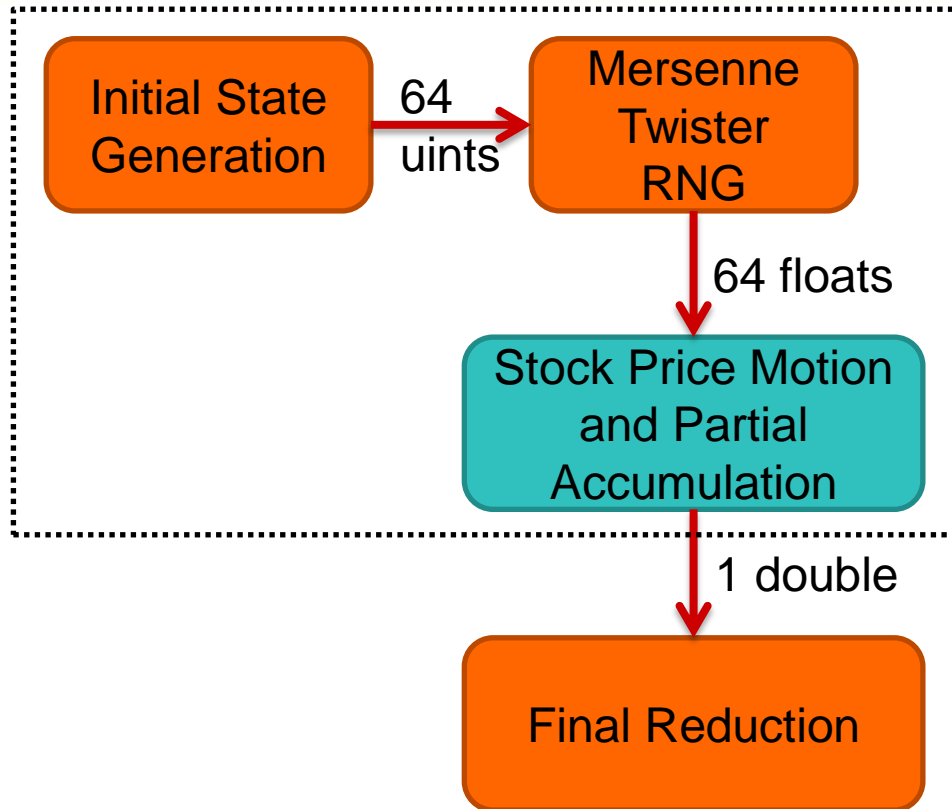 Initial State
Generation
64
uints
Mersenne
Twister
RNG
64 floats
Stock Price Motion
and Partial
Accumulation
1 double
Final Reduction